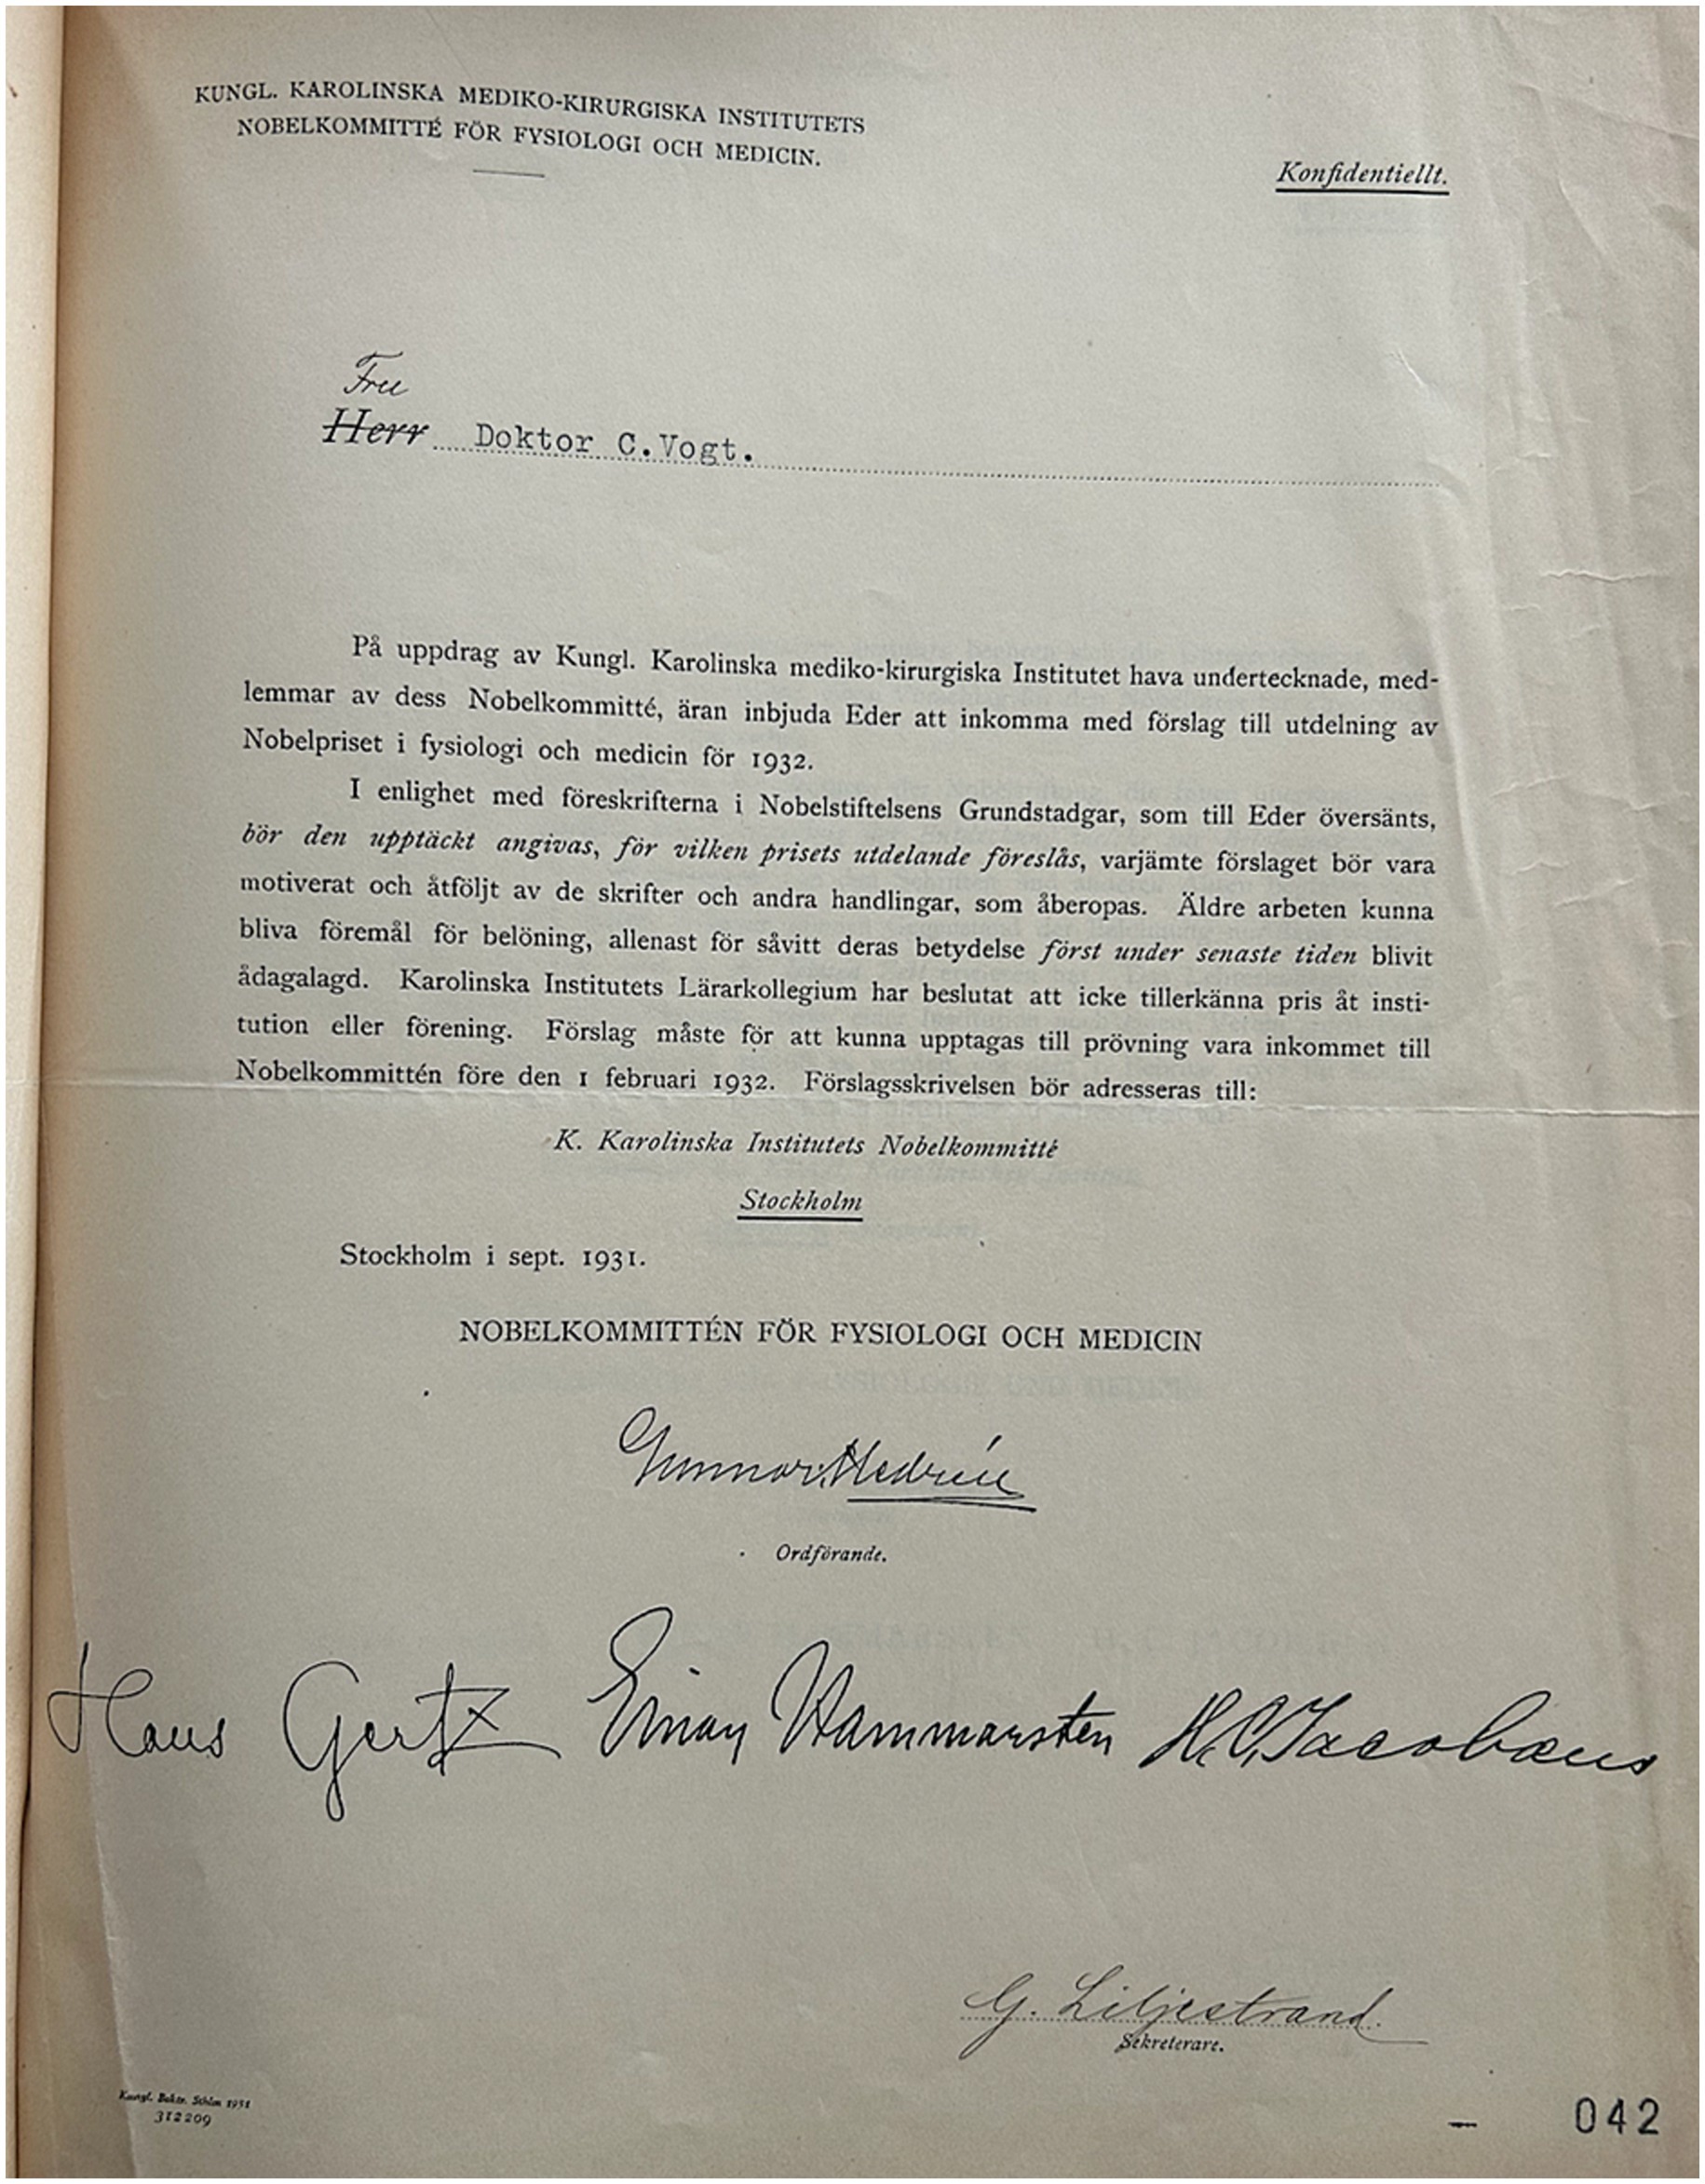 KUNGL. KAROLINSKA MEDIKO-KIRURGISKA INSTITUTETS
NOBELKOMMITTÉ FÖR FYSIOLOGI OCH MEDICIN.
Konfidentiellt.
Fru
Herr Doktor C.Vogt.
På uppdrag av Kungl. Karolinska mediko-kirurgiska Institutet hava undertecknade, med-
lemmar av dess Nobelkommitté, äran inbjuda Eder att inkomma med förslag till utdelning av
Nobelpriset i fysiologi och medicin för 1932.
I enlighet med föreskrifterna i Nobelstiftelsens Grundstadgar, som till Eder översänts,
bör den upptäckt angivas, för vilken prisets utdelande föreslås, varjämte förslaget bör vara
motiverat och åtföljt av de skrifter och andra handlingar, som åberopas. Äldre arbeten kunna
bliva föremål för belöning, allenast för såvitt deras betydelse först under senaste tiden blivit
ådagalagd. Karolinska Institutets Lärarkollegium har beslutat att icke tillerkänna pris åt insti-
tution eller förening. Förslag måste för att kunna upptagas till prövning vara inkommet till
Nobelkommittén före den 1 februari 1932. Förslagsskrivelsen bör adresseras till:
K. Karolinska Institutets Nobelkommitté
Stockholm
Stockholm i sept. 1931.
NOBELKOMMITTÉN FÖR FYSIOLOGI OCH MEDICIN
Gunnar Hedrén
Ordförande.
Hans Gertz Einar Hammarsten H.C. Jacobæus
G. Liljestrand.
Sekreterare.
Kungl. Boktr. Sthlm 1931
312209
— 042